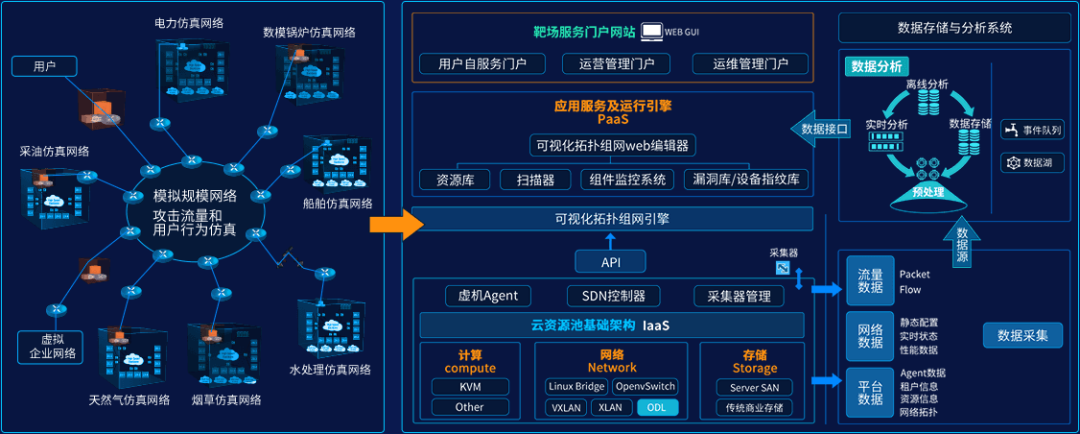 电力仿真网络
数模锅炉仿真网络
用户
采油仿真网络
船舶仿真网络
模拟规模网络
攻击流量和
用户行为仿真
虚拟
企业网络
天然气仿真网络
烟草仿真网络
水处理仿真网络
靶场服务门户网站 WEB GUI
用户自服务门户
运营管理门户
运维管理门户
应用服务及运行引擎
PaaS
可视化拓扑组网web编辑器
资源库
扫描器
组件监控系统
漏洞库/设备指纹库
可视化拓扑组网引擎
API
采集器
虚机Agent
SDN控制器
采集器管理
云资源池基础架构 IaaS
计算
compute
KVM
Other
网络
Network
Linux Bridge
OpenvSwitch
VXLAN
XLAN
ODL
存储
Storage
Server SAN
传统商业存储
数据存储与分析系统
数据分析
离线分析
实时分析
数据存储
预处理
事件队列
数据湖
数据接口
数据源
流量
数据
Packet
Flow
网络
数据
静态配置
实时状态
性能数据
平台
数据
Agent数据
租户信息
资源信息
网络拓扑
数据采集